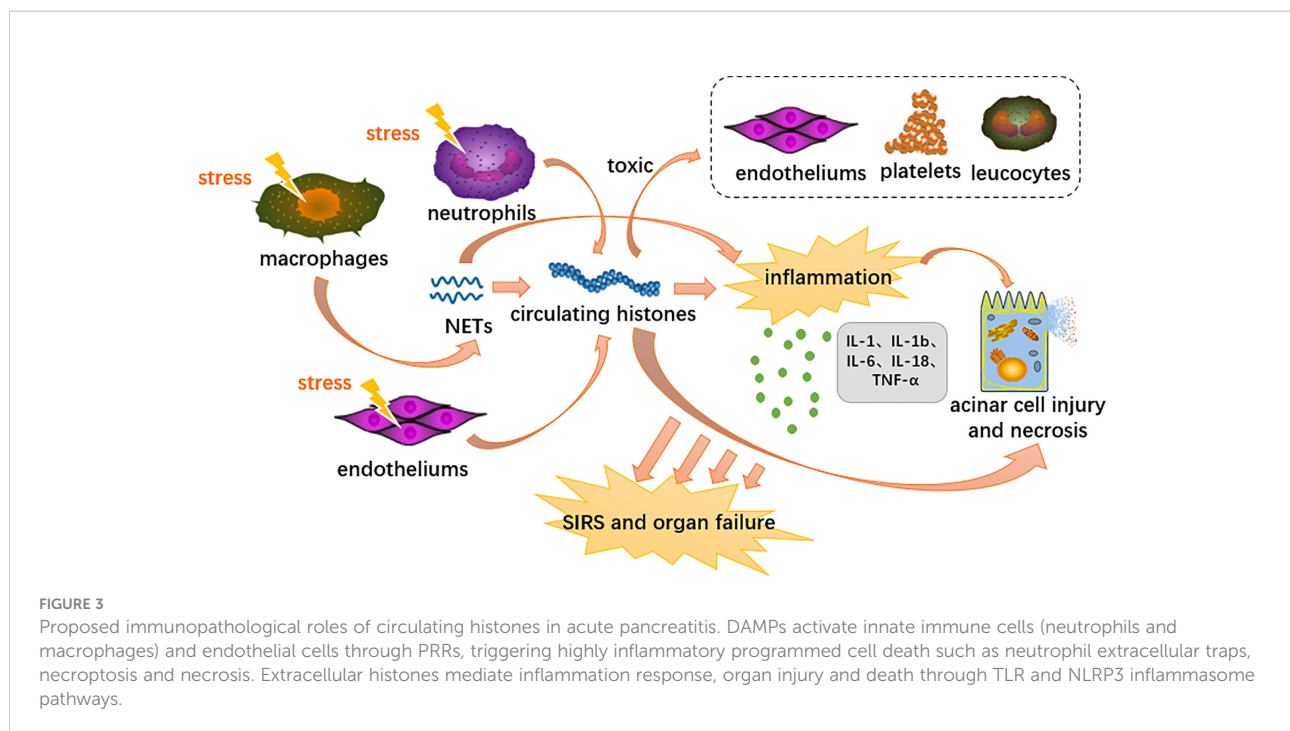 stress
stress
neutrophils
macrophages
toxic
endotheliums
platelets
leucocytes
NETs
circulating histones
inflammation
IL-1、IL-1b、
IL-6、IL-18、
TNF-α
acinar cell injury
and necrosis
stress
endotheliums
SIRS and organ failure
FIGURE 3
Proposed immunopathological roles of circulating histones in acute pancreatitis. DAMPs activate innate immune cells (neutrophils and
macrophages) and endothelial cells through PRRs, triggering highly inflammatory programmed cell death such as neutrophil extracellular traps,
necroptosis and necrosis. Extracellular histones mediate inflammation response, organ injury and death through TLR and NLRP3 inflammasome
pathways.